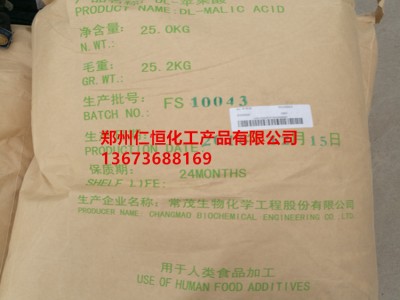 PRODUCT NAME:DL-MALIC ACID
净含量: 25.0KG
N.WT.:
毛重: 25.2KG
GR.WT.:
生产批号: FS 10043
BATCH NO.:
郑州仁恒化工产品有限公司
PRODUCTION DATE: 月15日
13673688169
保质期: 24MONTHS
SHELF LIFE:
生产企业名称: 常茂生物化学工程股份有限公司
PRODUCER NAME: CHANGMAO BIOCHEMICAL ENGINEERING CO.,LTD.
用于人类食品加工
USE OF HUMAN FOOD ADDITIVES